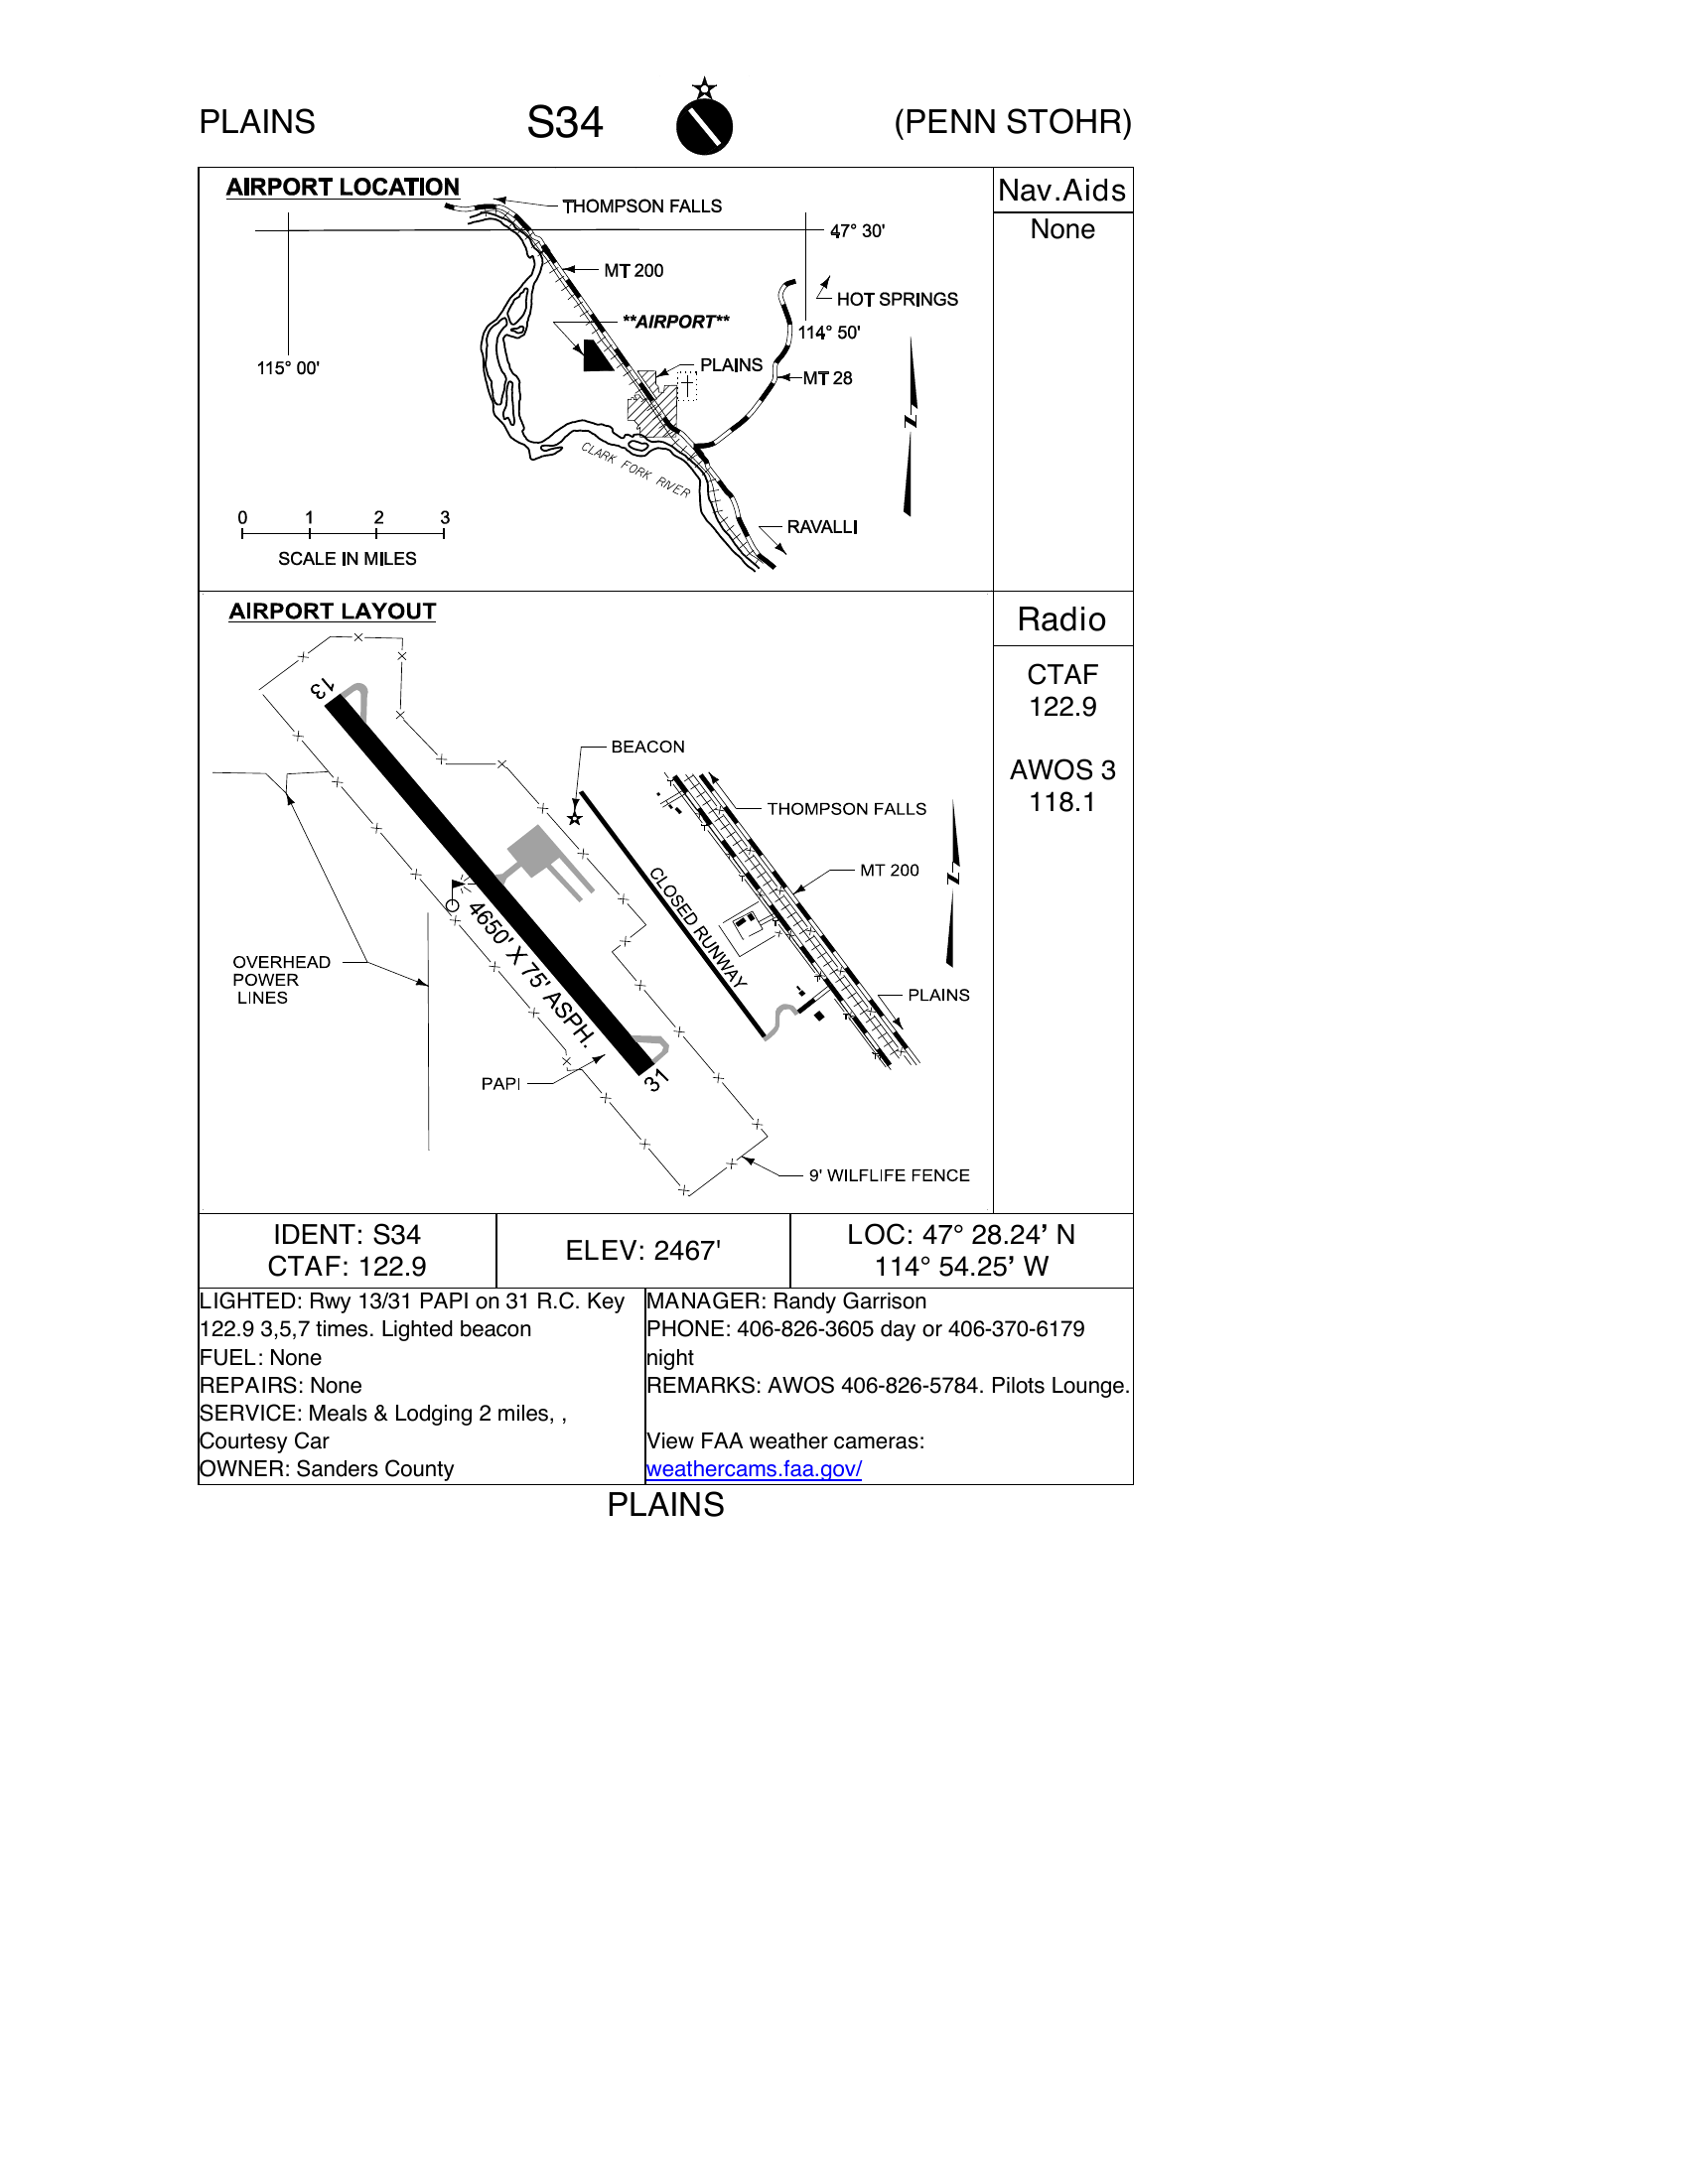 PLAINS S34 (PENN STOHR)
AIRPORT LOCATION
THOMPSON FALLS
47° 30'
MT 200
HOT SPRINGS
**AIRPORT**
114° 50'
115° 00'
PLAINS
MT 28
N
CLARK FORK RIVER
0 1 2 3
SCALE IN MILES
RAVALLI
Nav.Aids
None
AIRPORT LAYOUT
13
BEACON
THOMPSON FALLS
MT 200
N
CLOSED RUNWAY
4650' X 75' ASPH.
OVERHEAD
POWER
LINES
PLAINS
PAPI
31
9' WILFLIFE FENCE
Radio
CTAF
122.9
AWOS 3
118.1
IDENT: S34
CTAF: 122.9
ELEV: 2467'
LOC: 47° 28.24’ N
114° 54.25’ W
LIGHTED: Rwy 13/31 PAPI on 31 R.C. Key
122.9 3,5,7 times. Lighted beacon
FUEL: None
REPAIRS: None
SERVICE: Meals & Lodging 2 miles, ,
Courtesy Car
OWNER: Sanders County
MANAGER: Randy Garrison
PHONE: 406-826-3605 day or 406-370-6179
night
REMARKS: AWOS 406-826-5784. Pilots Lounge.
View FAA weather cameras:
weathercams.faa.gov/
PLAINS